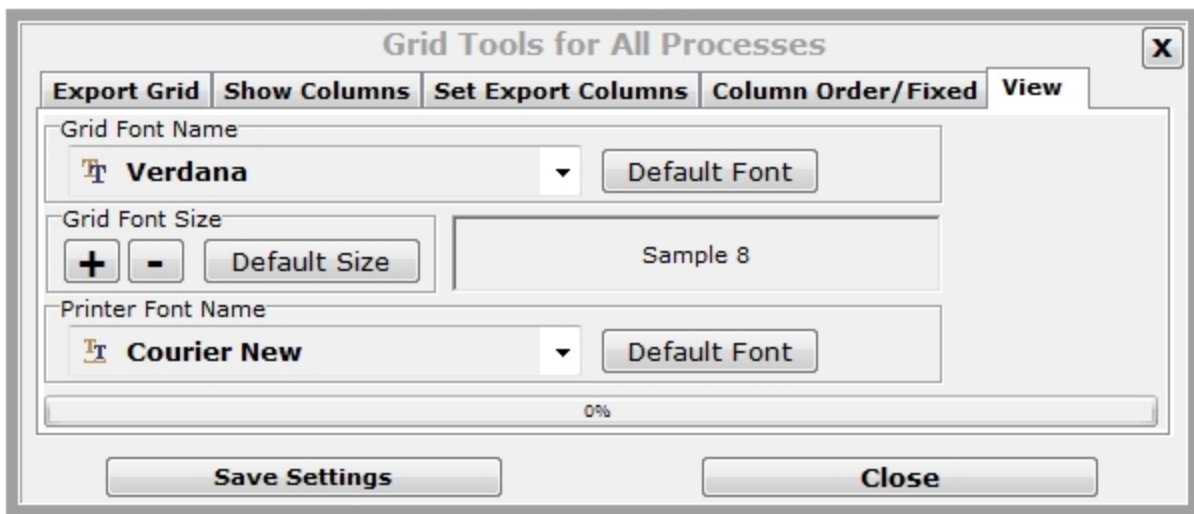 Grid Tools for All Processes
X
Export Grid Show Columns Set Export Columns Column Order/Fixed View
Grid Font Name
Verdana Default Font
Grid Font Size
+ - Default Size Sample 8
Printer Font Name
Courier New Default Font
0%
Save Settings Close